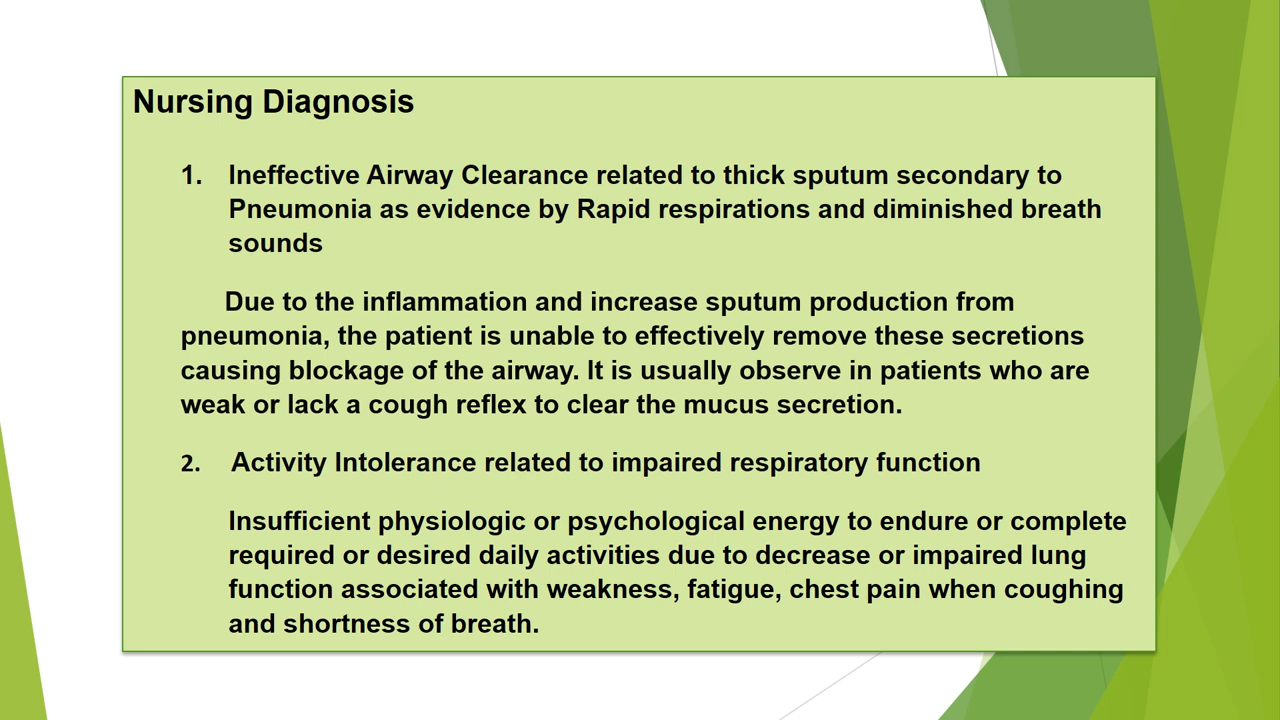 Nursing Diagnosis
1. Ineffective Airway Clearance related to thick sputum secondary to
Pneumonia as evidence by Rapid respirations and diminished breath
sounds
Due to the inflammation and increase sputum production from
pneumonia, the patient is unable to effectively remove these secretions
causing blockage of the airway. It is usually observe in patients who are
weak or lack a cough reflex to clear the mucus secretion.
2. Activity Intolerance related to impaired respiratory function
Insufficient physiologic or psychological energy to endure or complete
required or desired daily activities due to decrease or impaired lung
function associated with weakness, fatigue, chest pain when coughing
and shortness of breath.